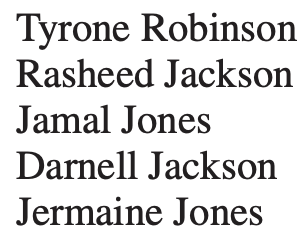 Tyrone Robinson
Rasheed Jackson
Jamal Jones
Darnell Jackson
Jermaine Jones